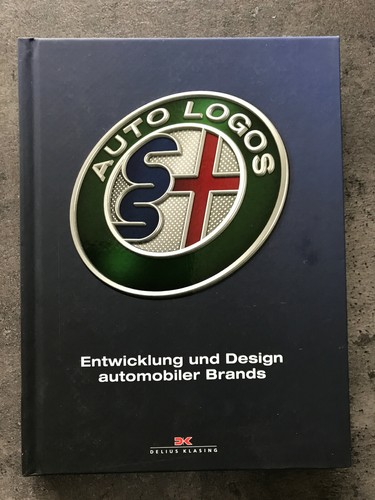 AUTO LOGOS
Entwicklung und Design
automobiler Brands
DELIUS KLASING